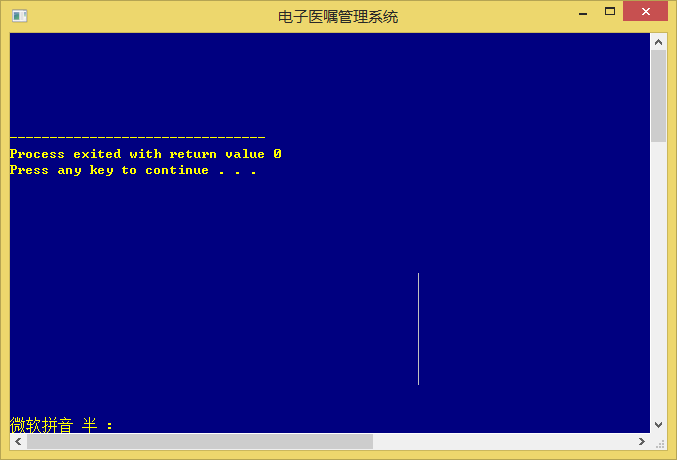 电子医嘱管理系统
--------------------------------
Process exited with return value 0
Press any key to continue . . .
微软拼音 半 :